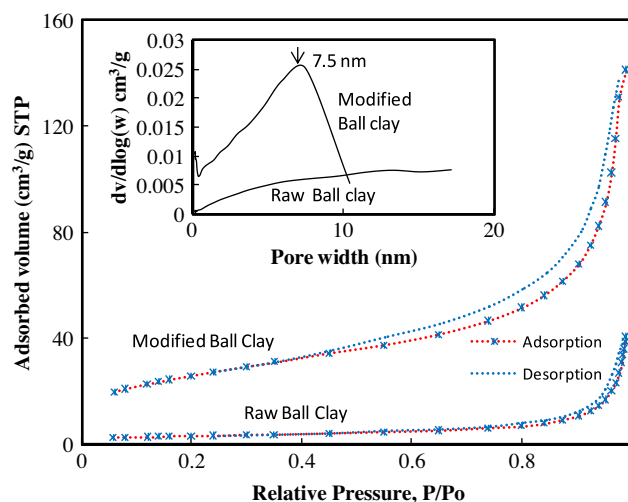 Adsorbed volume (cm³/g) STP
160
120
80
40
0
0
0.2
0.4
0.6
0.8
Relative Pressure, P/Po
dv/dlog(w) cm³/g
0.03
0.025
0.02
0.015
0.01
0.005
0
0
10
20
Pore width (nm)
7.5 nm
Modified
Ball clay
Raw Ball clay
Modified Ball Clay
Raw Ball Clay
Adsorption
Desorption